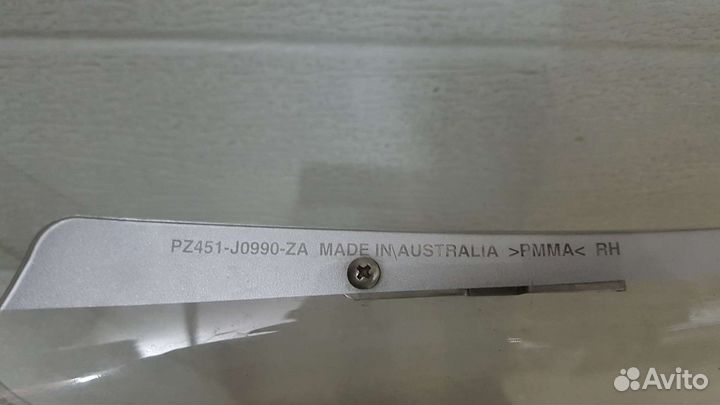 PZ451-J0990-ZA MADE IN AUSTRALIA >PMMA< RH
Avito